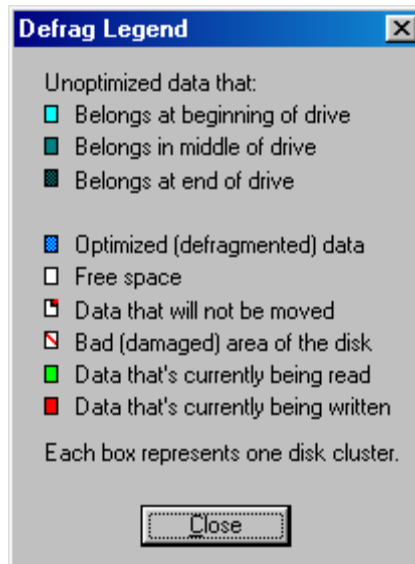 Defrag Legend
Unoptimized data that:
Belongs at beginning of drive
Belongs in middle of drive
Belongs at end of drive
Optimized (defragmented) data
Free space
Data that will not be moved
Bad (damaged) area of the disk
Data that's currently being read
Data that's currently being written
Each box represents one disk cluster.
Close